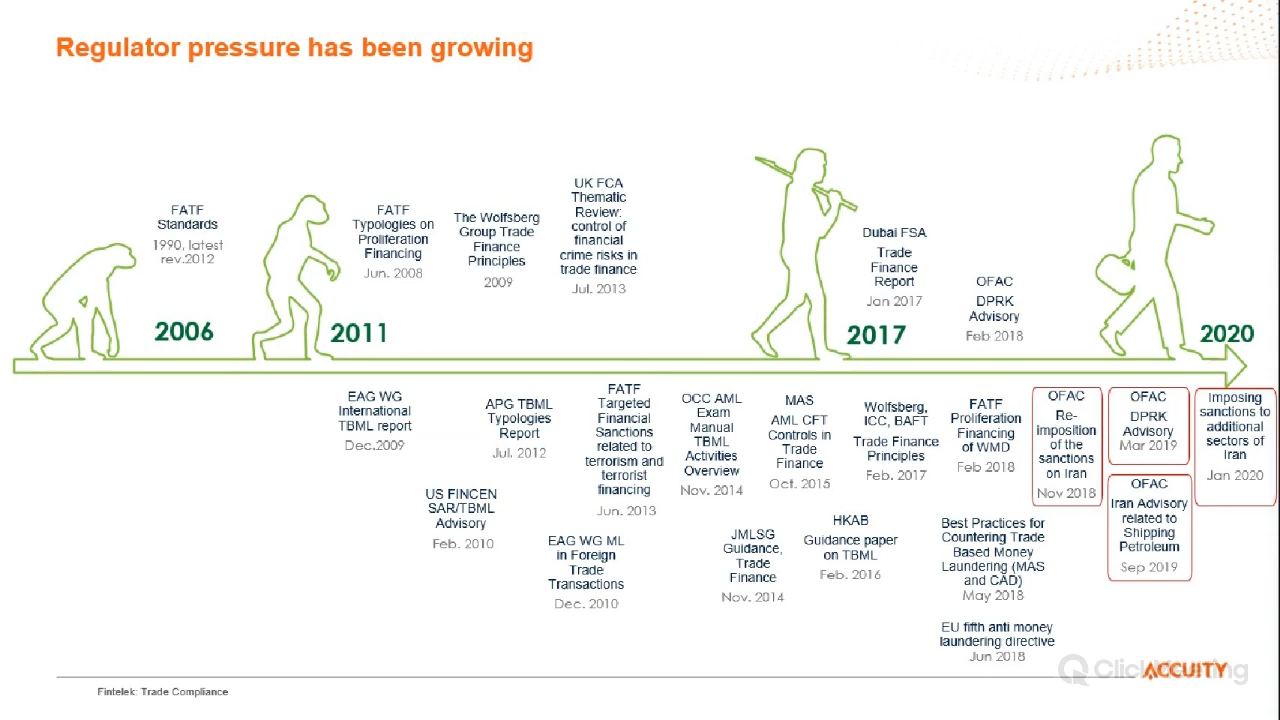 Regulator pressure has been growing
FATF
Standards
1990, latest
rev.2012
2006
2011
FATF
Typologies on
Proliferation
Financing
Jun. 2008
The Wolfsberg
Group Trade
Finance
Principles
2009
UK FCA
Thematic
Review:
control of
financial
crime risks in
trade finance
Jul. 2013
2017
Dubai FSA
Trade
Finance
Report
Jan 2017
OFAC
DPRK
Advisory
Feb 2018
2020
EAG WG
International
TBML report
Dec.2009
US FINCEN
SAR/TBML
Advisory
Feb. 2010
APG TBML
Typologies
Report
Jul. 2012
EAG WG ML
in Foreign
Trade
Transactions
Dec. 2010
FATF
Targeted
Financial
Sanctions
related to
terrorism and
terrorist
financing
Jun. 2013
OCC AML
Exam
Manual
TBML
Activities
Overview
Nov. 2014
JMLSG
Guidance,
Trade
Finance
Nov. 2014
MAS
AML CFT
Controls in
Trade
Finance
Oct. 2015
HKAB
Guidance paper
on TBML
Feb. 2016
Wolfsberg,
ICC, BAFT
Trade Finance
Principles
Feb. 2017
FATF
Proliferation
Financing
of WMD
Feb 2018
Best Practices for
Countering Trade
Based Money
Laundering (MAS
and CAD)
May 2018
EU fifth anti money
laundering directive
Jun 2018
OFAC
Re-
imposition
of the
sanctions
on Iran
Nov 2018
OFAC
DPRK
Advisory
Mar 2019
OFAC
Iran Advisory
related to
Shipping
Petroleum
Sep 2019
Imposing
sanctions to
additional
sectors of
Iran
Jan 2020
Fintelek: Trade Compliance
ACCUITY